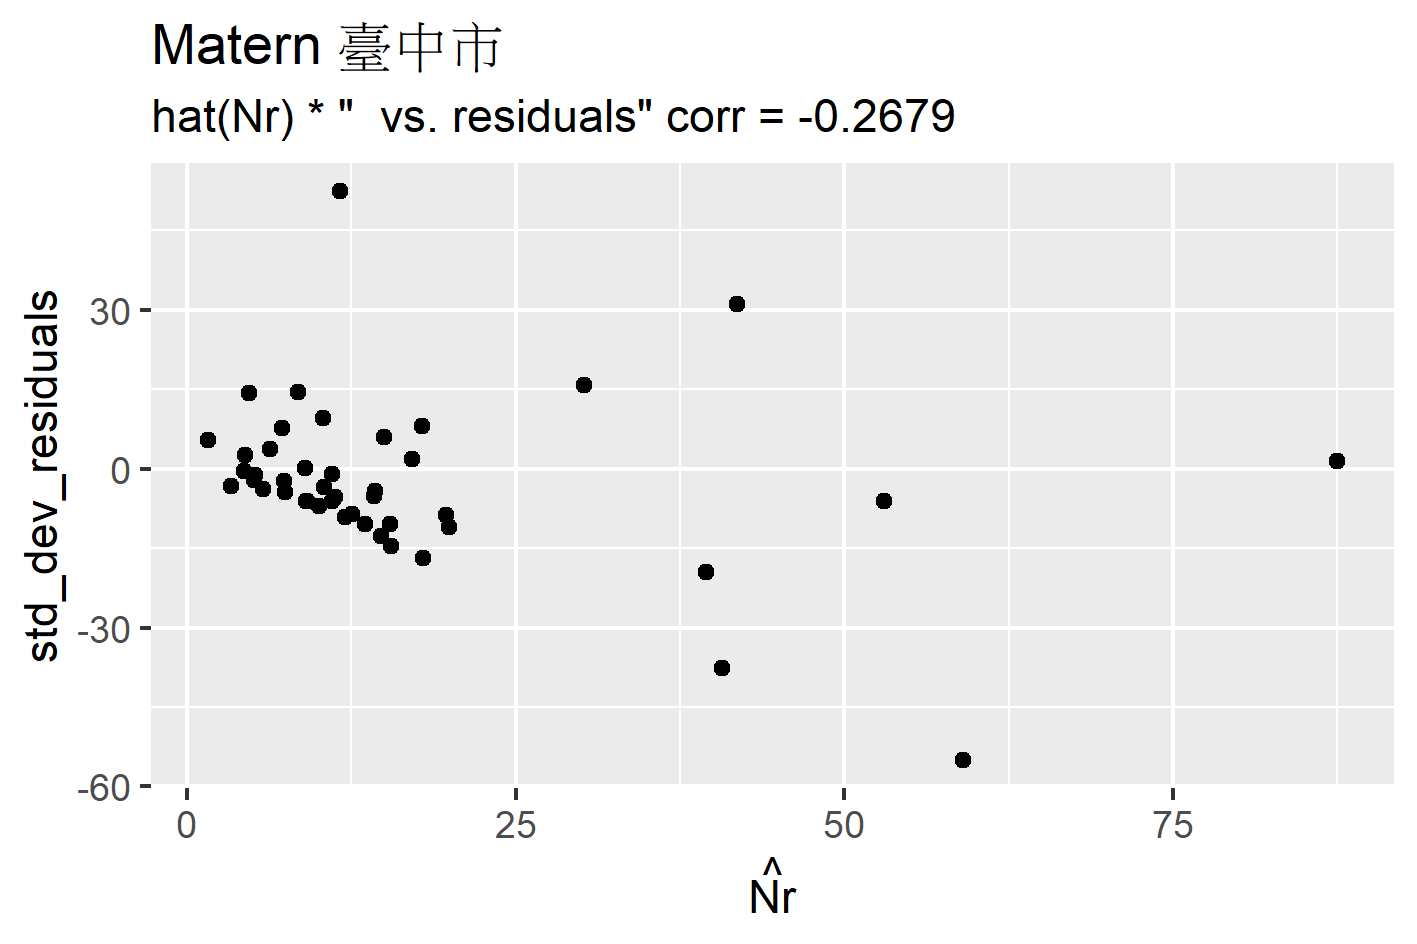 Matern 臺中市
hat(Nr) * "  vs. residuals" corr = -0.2679
std_dev_residuals
30
0
-30
-60
0 25 50 75
N̂r